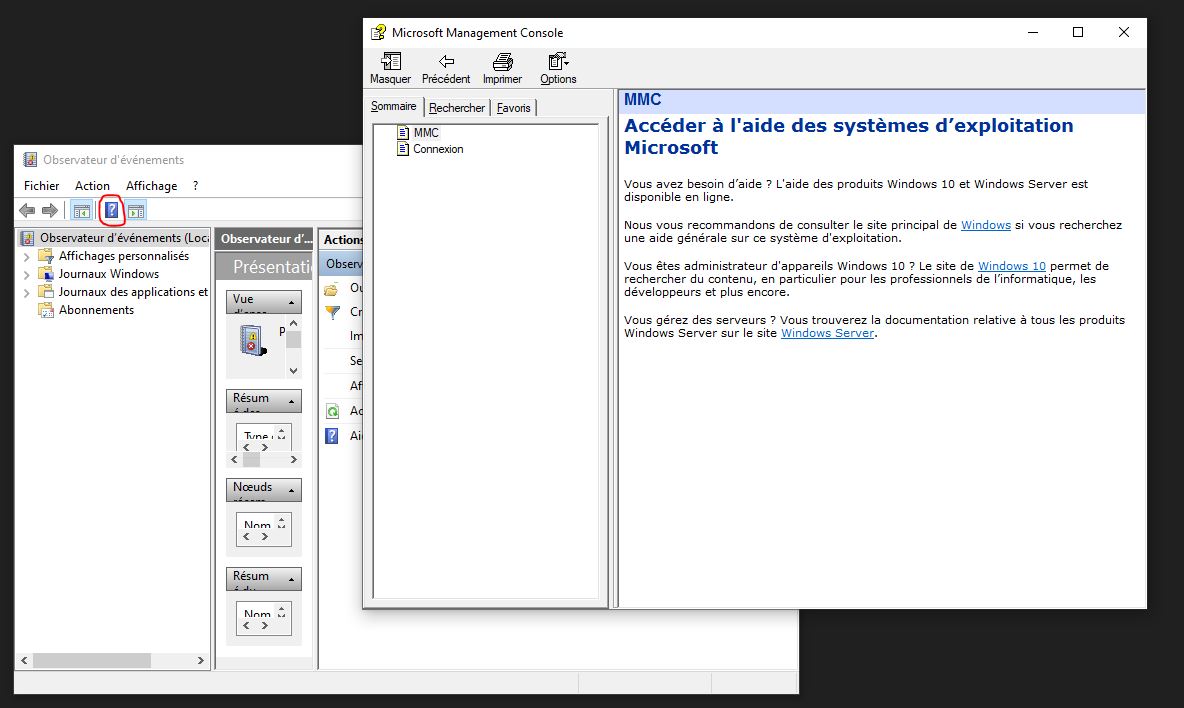 Microsoft Management Console
Masquer Précédent Imprimer Options
Sommaire Rechercher Favoris
MMC
Connexion
MMC
Accéder à l'aide des systèmes d’exploitation
Microsoft
Vous avez besoin d’aide ? L'aide des produits Windows 10 et Windows Server est
disponible en ligne.
Nous vous recommandons de consulter le site principal de Windows si vous recherchez
une aide générale sur ce système d'exploitation.
Vous êtes administrateur d'appareils Windows 10 ? Le site de Windows 10 permet de
rechercher du contenu, en particulier pour les professionnels de l’informatique, les
développeurs et plus encore.
Vous gérez des serveurs ? Vous trouverez la documentation relative à tous les produits
Windows Server sur le site Windows Server.
Observateur d'événements
Fichier Action Affichage ?
Observateur d'événements (Loca
Affichages personnalisés
Journaux Windows
Journaux des applications et
Abonnements
Observateur d'...
Présentati
Vue
P
Résum
Type
Nœuds
Nom
Résum
Nom
Actions
Observ
Ou
Cr
Im
Se
Af
Ac
Aid